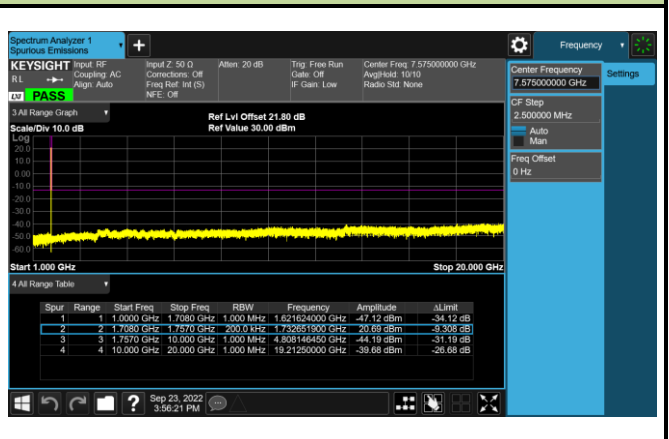 Spectrum Analyzer 1
Spurious Emissions
Frequency
KEYSIGHT
Input: RF
Input Z: 50 Ω
Atten: 20 dB
Trig: Free Run
Center Freq: 7.575000000 GHz
R L
Coupling: AC
Corrections: Off
Gate: Off
Avg|Hold: 10/10
Align: Auto
Freq Ref: Int (S)
IF Gain: Low
Radio Std: None
LXI
PASS
NFE: Off
Center Frequency
7.575000000 GHz
Settings
CF Step
2.500000 MHz
Auto
Man
Freq Offset
0 Hz
3 All Range Graph
Ref Lvl Offset 21.80 dB
Scale/Div 10.0 dB
Ref Value 30.00 dBm
Log
20.0
10.0
0.00
-10.0
-20.0
-30.0
-40.0
-50.0
-60.0
Start 1.000 GHz
Stop 20.000 GHz
4 All Range Table
Spur Range Start Freq Stop Freq RBW Frequency Amplitude ΔLimit
1 1 1.0000 GHz 1.7080 GHz 1.000 MHz 1.621624000 GHz -47.12 dBm -34.12 dB
2 2 1.7080 GHz 1.7570 GHz 200.0 kHz 1.732651900 GHz 20.69 dBm -9.308 dB
3 3 1.7570 GHz 10.000 GHz 1.000 MHz 4.808146450 GHz -44.19 dBm -31.19 dB
4 4 10.000 GHz 20.000 GHz 1.000 MHz 19.21250000 GHz -39.68 dBm -26.68 dB
?
Sep 23, 2022
3:56:21 PM